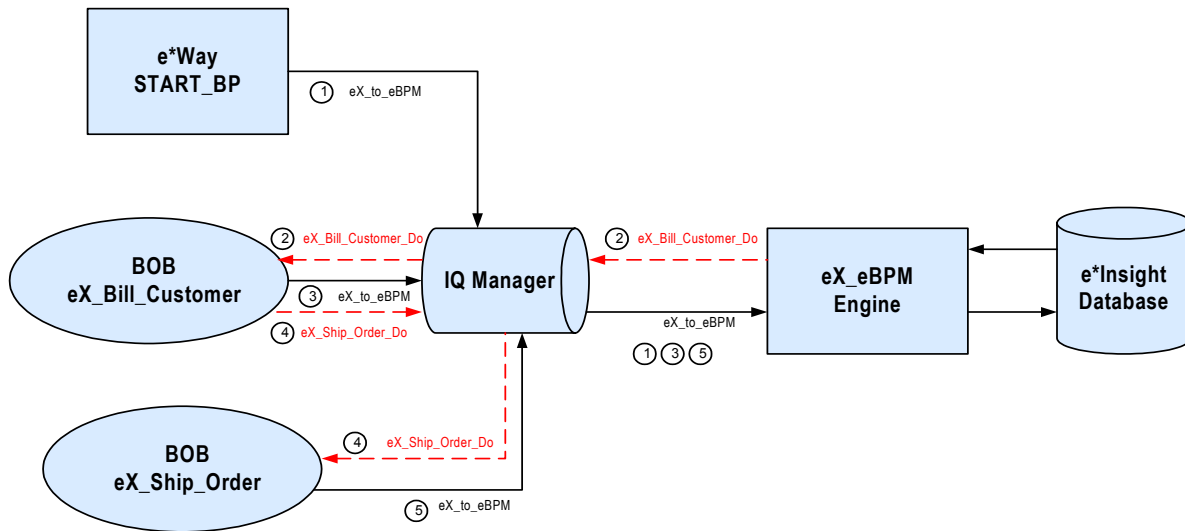 e*Way
START_BP
1 eX_to_eBPM
2 eX_Bill_Customer_Do
2 eX_Bill_Customer_Do
BOB
eX_Bill_Customer
IQ Manager
eX_eBPM
Engine
e*Insight
Database
3 eX_to_eBPM
4 eX_Ship_Order_Do
eX_to_eBPM
1 3 5
4 eX_Ship_Order_Do
BOB
eX_Ship_Order
5 eX_to_eBPM